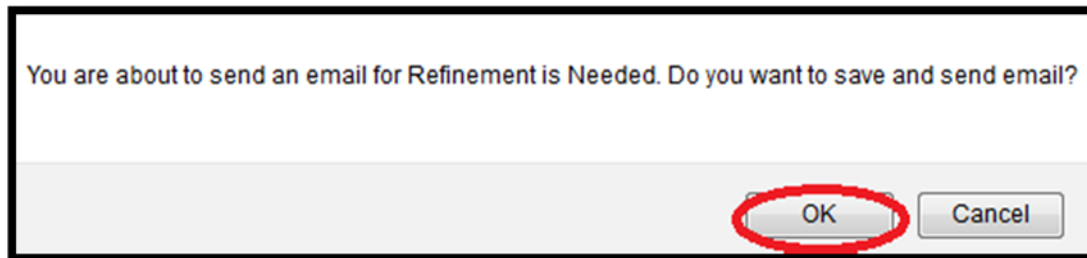 You are about to send an email for Refinement is Needed. Do you want to save and send email?
OK Cancel